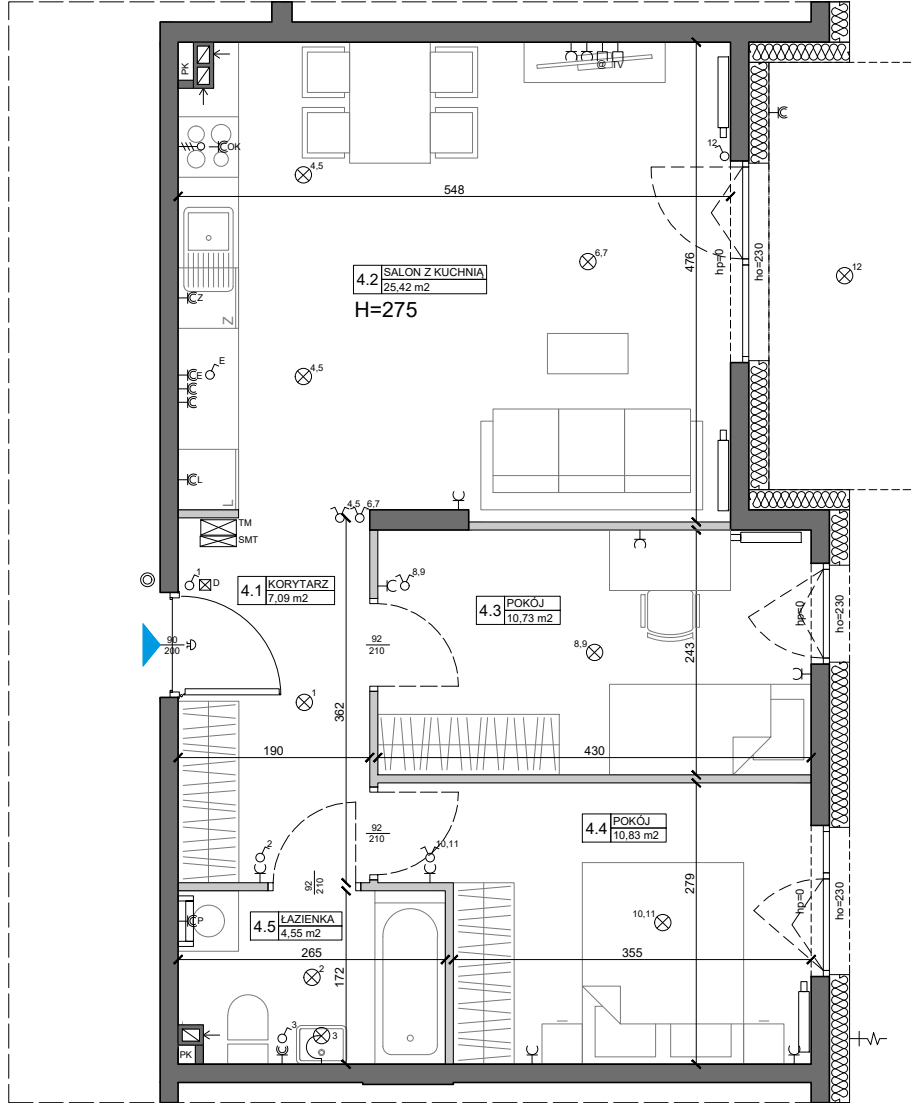 PK
@ TV
OK
4,5
12
548
6,7
476
hp=0
ho=230
12
4.2 SALON Z KUCHNIĄ
25,42 m2
H=275
Z
Z
E
E
4,5
L
L
4,5 6,7
TM
SMT
1
D
4.1 KORYTARZ
7,09 m2
8,9
4.3 POKÓJ
10,73 m2
hp=0
ho=230
90
200
92
210
8,9
243
1
362
190
430
92
210
4.4 POKÓJ
10,83 m2
2
10,11
92
210
279
hp=0
ho=230
P
4.5 ŁAZIENKA
4,55 m2
10,11
265
355
2
172
3
3
PK